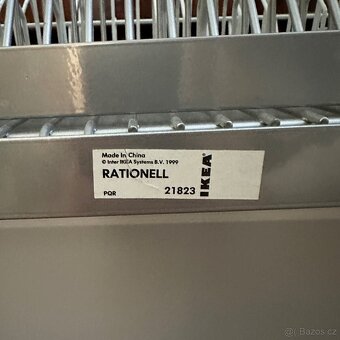 Made in China
© Inter IKEA Systems B.V. 1999
RATIONELL
PQR 21823
IKEA
Bazos.cz